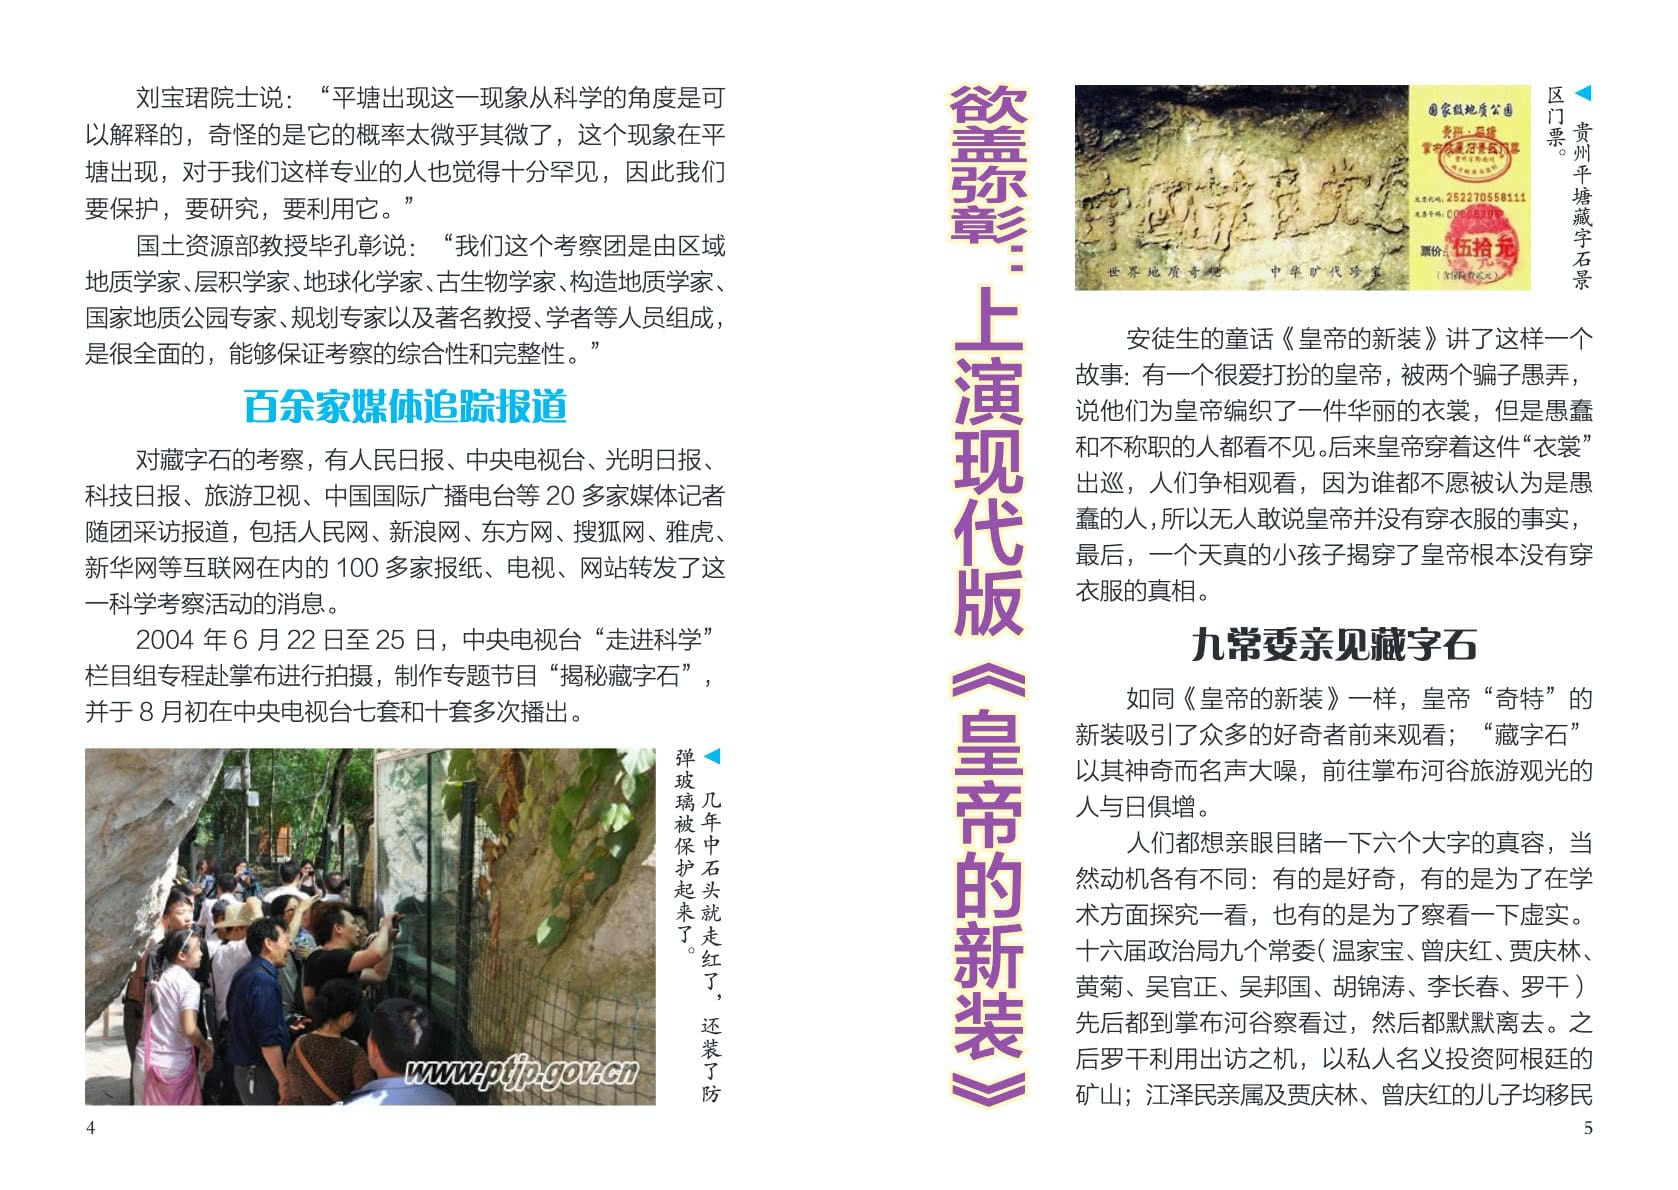 刘宝珺院士说：“平塘出现这一现象从科学的角度是可
以解释的，奇怪的是它的概率太微乎其微了，这个现象在平
塘出现，对于我们这样专业的人也觉得十分罕见，因此我们
要保护，要研究，要利用它。”
国土资源部教授毕孔彰说：“我们这个考察团是由区域
地质学家、层积学家、地球化学家、古生物学家、构造地质学家、
国家地质公园专家、规划专家以及著名教授、学者等人员组成，
是很全面的，能够保证考察的综合性和完整性。”
百余家媒体追踪报道
对藏字石的考察，有人民日报、中央电视台、光明日报、
科技日报、旅游卫视、中国国际广播电台等 20 多家媒体记者
随团采访报道，包括人民网、新浪网、东方网、搜狐网、雅虎、
新华网等互联网在内的 100 多家报纸、电视、网站转发了这
一科学考察活动的消息。
2004 年 6 月 22 日至 25 日，中央电视台“走进科学”
栏目组专程赴掌布进行拍摄，制作专题节目“揭秘藏字石”，
并于 8 月初在中央电视台七套和十套多次播出。
◀ 几年中石头就走红了，还装了防
弹玻璃被保护起来了。
www.ptjp.gov.cn
4
欲盖弥彰：上演现代版《皇帝的新装》
世界地质奇观 中华旷代珍宝
国家级地质公园
贵州·平塘
掌布藏字石景区门票
252270558111
票价：伍拾元
◀ 贵州平塘藏字石景
区门票。
安徒生的童话《皇帝的新装》讲了这样一个
故事：有一个很爱打扮的皇帝，被两个骗子愚弄，
说他们为皇帝编织了一件华丽的衣裳，但是愚蠢
和不称职的人都看不见。后来皇帝穿着这件“衣裳”
出巡，人们争相观看，因为谁都不愿被认为是愚
蠢的人，所以无人敢说皇帝并没有穿衣服的事实，
最后，一个天真的小孩子揭穿了皇帝根本没有穿
衣服的真相。
九常委亲见藏字石
如同《皇帝的新装》一样，皇帝“奇特”的
新装吸引了众多的好奇者前来观看；“藏字石”
以其神奇而名声大噪，前往掌布河谷旅游观光的
人与日俱增。
人们都想亲眼目睹一下六个大字的真容，当
然动机各有不同：有的是好奇，有的是为了在学
术方面探究一看，也有的是为了察看一下虚实。
十六届政治局九个常委（温家宝、曾庆红、贾庆林、
黄菊、吴官正、吴邦国、胡锦涛、李长春、罗干）
先后都到掌布河谷察看过，然后都默默离去。之
后罗干利用出访之机，以私人名义投资阿根廷的
矿山；江泽民亲属及贾庆林、曾庆红的儿子均移民
5